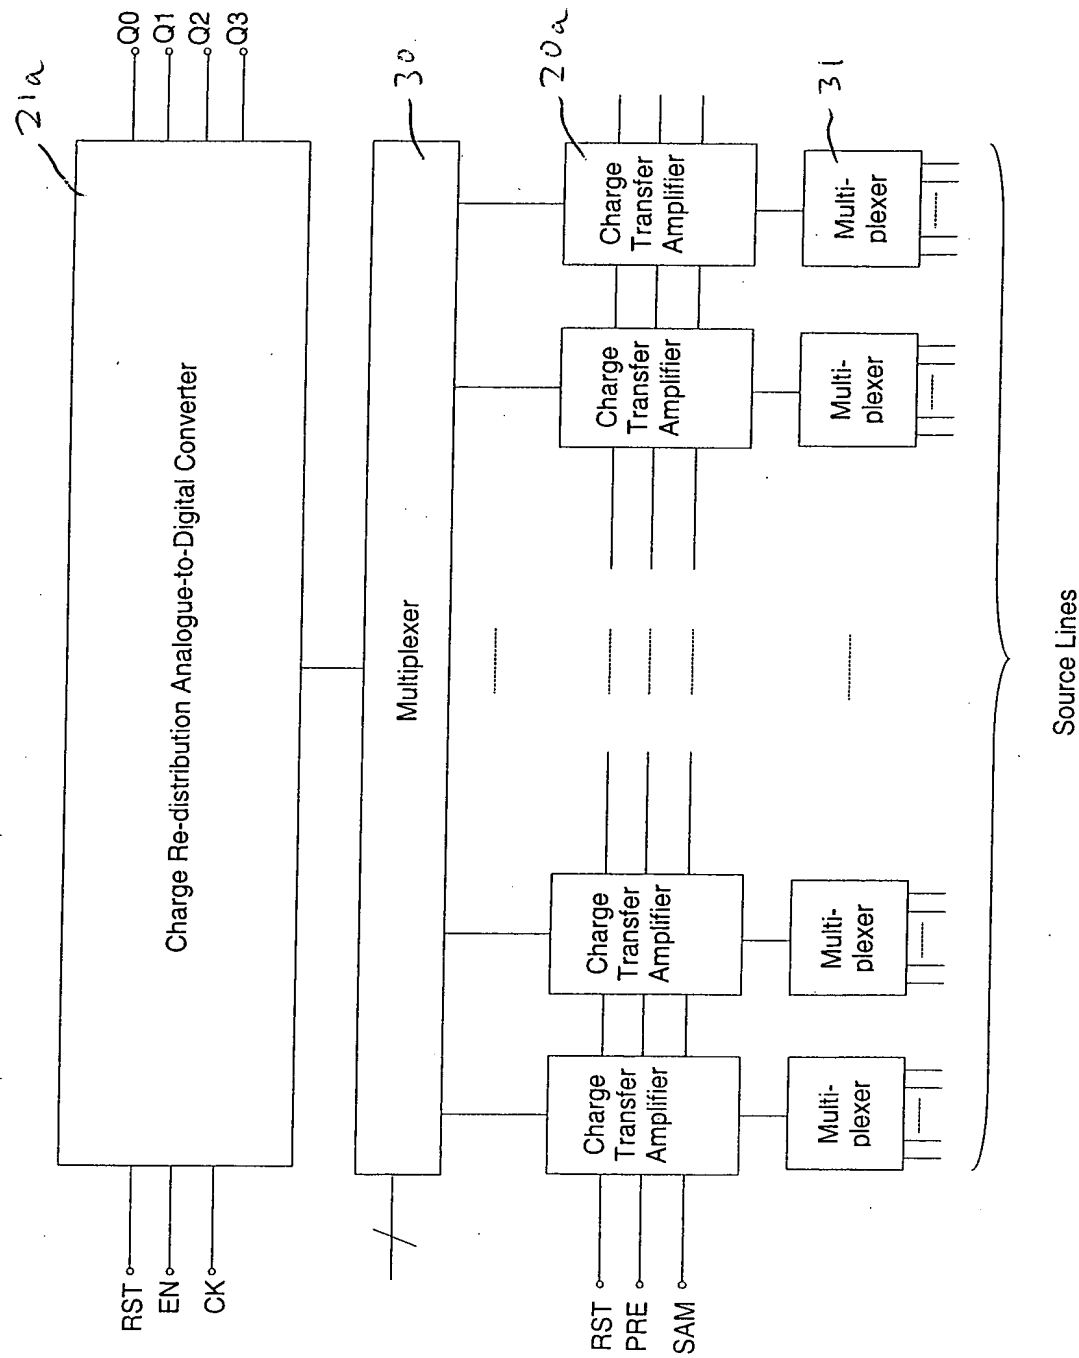 21a
RST
EN
CK
Charge Re-distribution Analogue-to-Digital Converter
Q0
Q1
Q2
Q3
30
Multiplexer
20a
RST
PRE
SAM
Charge
Transfer
Amplifier
Charge
Transfer
Amplifier
Charge
Transfer
Amplifier
Charge
Transfer
Amplifier
31
Multi-
plexer
Multi-
plexer
Multi-
plexer
Multi-
plexer
Source Lines